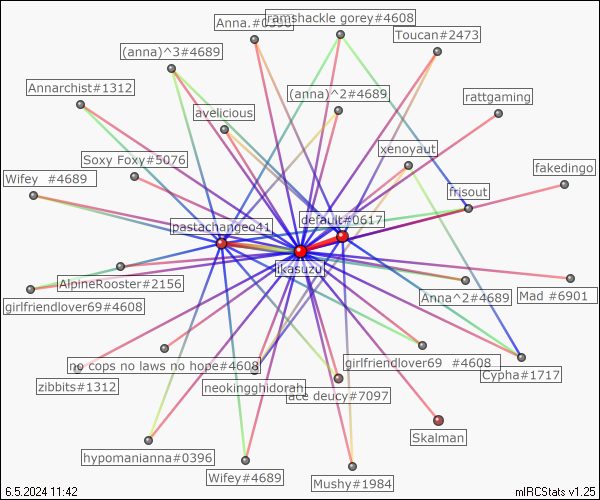 Anna.#0396
ramshackle gorey#4608
Toucan#2473
(anna)^3#4689
Annarchist#1312
(anna)^2#4689
rattgaming
avelicious
xenoyaut
Soxy Foxy#5076
fakedingo
Wifey #4689
frisout
pastachange41
default#0617
ikasuzu
AlpineRooster#2156
Anna^2#4689
Mad #6901
girlfriendlover69#4608
no cops no laws no hope#4608
girlfriendlover69 #4608
Cypha#1717
zibbits#1312
neokingghidorah
ace deucy#7097
Skalman
hypomanianna#0396
Wifey#4689
Mushy#1984
6.5.2024 11:42
mIRCStats v1.25